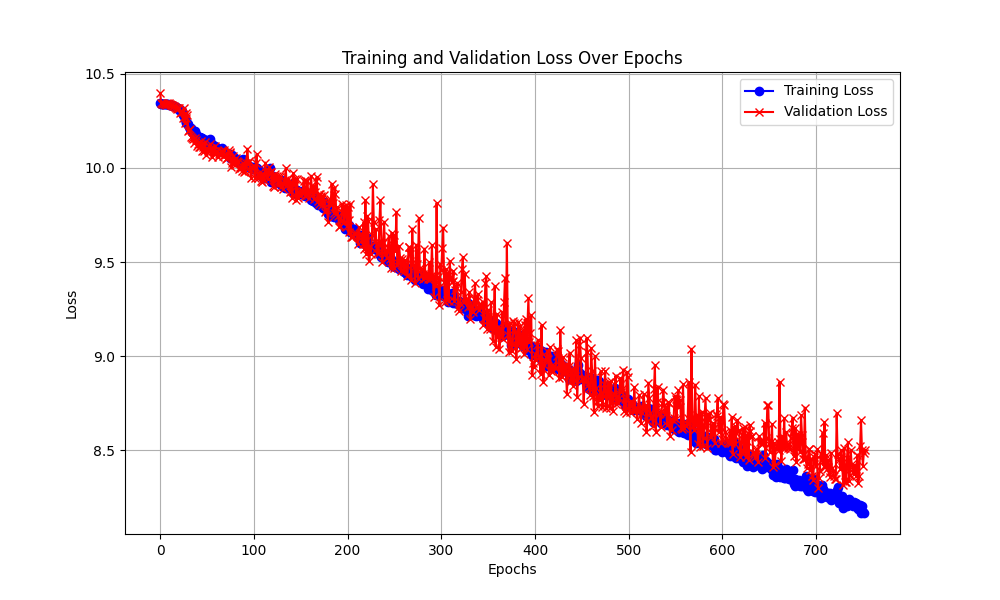 Training and Validation Loss Over Epochs
Training Loss
Validation Loss
10.5
10.0
9.5
9.0
8.5
Loss
0 100 200 300 400 500 600 700
Epochs